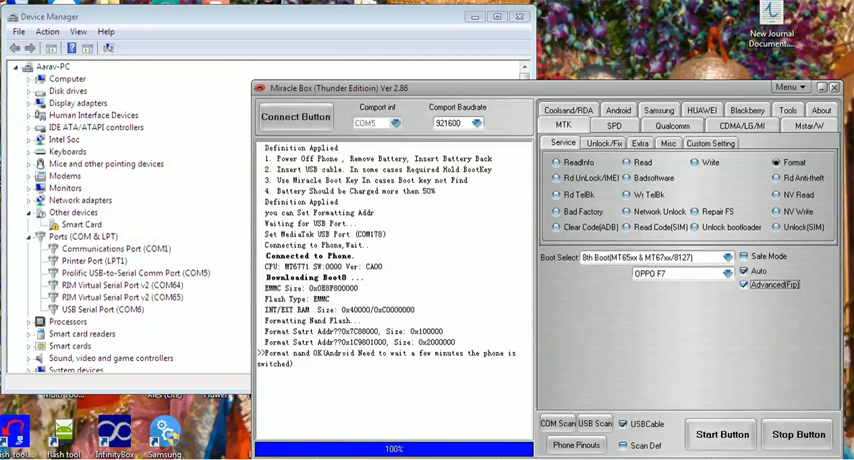 Device Manager
File Action View Help
Aarav-PC
Computer
Disk drives
Display adapters
Human Interface Devices
IDE ATA/ATAPI controllers
Intel Soc
Keyboards
Mice and other pointing devices
Modems
Monitors
Network adapters
Other devices
Smart Card
Ports (COM & LPT)
Communications Port (COM1)
Printer Port (LPT1)
Prolific USB-to-Serial Comm Port (COM5)
RIM Virtual Serial Port v2 (COM64)
RIM Virtual Serial Port v2 (COM65)
USB Serial Port (COM6)
Processors
Smart card readers
Smart cards
Sound, video and game controllers
System devices
New Journal
Document....
Miracle Box (Thunder Editioin) Ver 2.86
Menu
Connect Button
Comport inf
COM5
Comport Baudrate
921600
Definition Applied
1. Power Off Phone , Remove Battery, Insert Battery Back
2. Insert USB cable. In some cases Required Hold BootKey
3. Use Miracle Boot Key In cases Boot key not Find
4. Battery Should be Charged more then 50%
Definition Applied
you can Set Formatting Addr
Waiting for USB Port...
Set MediaTek USB Port (COM178)
Connecting to Phone,Wait..
Connected to Phone.
CPU: MT6771 SW:0000 Ver: CA00
Downloading Boot8 ...
EMMC Size: 0x0E8F800000
Flash Type: EMMC
INT/EXT RAM Size: 0x40000/0xC0000000
Formatting Nand Flash...
Format Satrt Addr??0x7C88000, Size: 0x100000
Format Satrt Addr??0x1C9801000, Size: 0x2000000
>>Format nand OK(Android Need to wait a few minutes the phone is
switched)
100%
Coolsand/RDA Android Samsung HUAWEI Blackberry Tools About
MTK SPD Qualcomm CDMA/LG/MI Mstar/W
Service Unlock/Fix Extra Misc Custom Setting
ReadInfo Read Write Format
Rd UnLock/IMEI Badsoftware Rd Anti-theft
Rd TelBk Wr TelBk NV Read
Bad Factory Network Unlock Repair FS NV Write
Clear Code(ADB) Read Code(SIM) Unlock bootloader Unlock(SIM)
Boot Select: 8th Boot(MT65xx & MT67xx/8127) Safe Mode
OPPO F7 Auto
Advanced(Frp)
COM Scan USB Scan USBCable
Phone Pinouts Scan Def
Start Button Stop Button
flash tool InfinityBox Samsung